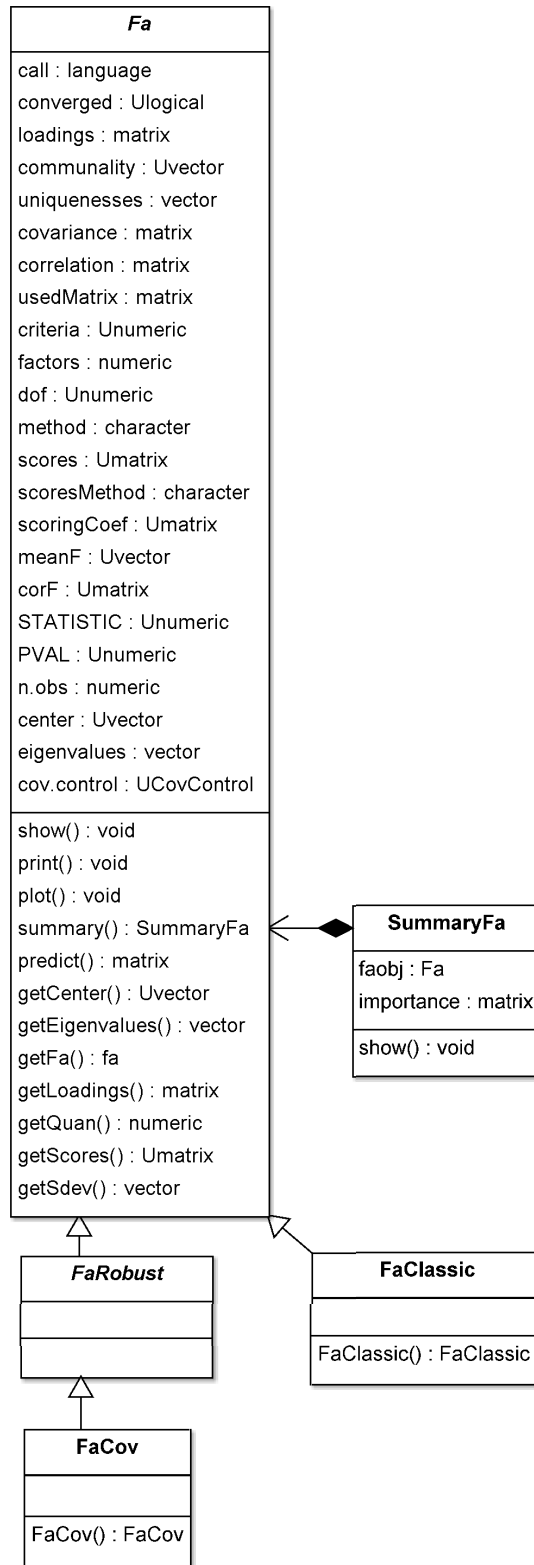 Fa
call : language
converged : Ulogical
loadings : matrix
communality : Uvector
uniquenesses : vector
covariance : matrix
correlation : matrix
usedMatrix : matrix
criteria : Unumeric
factors : numeric
dof : Unumeric
method : character
scores : Umatrix
scoresMethod : character
scoringCoef : Umatrix
meanF : Uvector
corF : Umatrix
STATISTIC : Unumeric
PVAL : Unumeric
n.obs : numeric
center : Uvector
eigenvalues : vector
cov.control : UCovControl
show() : void
print() : void
plot() : void
summary() : SummaryFa
predict() : matrix
getCenter() : Uvector
getEigenvalues() : vector
getFa() : fa
getLoadings() : matrix
getQuan() : numeric
getScores() : Umatrix
getSdev() : vector
SummaryFa
faobj : Fa
importance : matrix
show() : void
FaRobust
FaClassic
FaClassic() : FaClassic
FaCov
FaCov() : FaCov